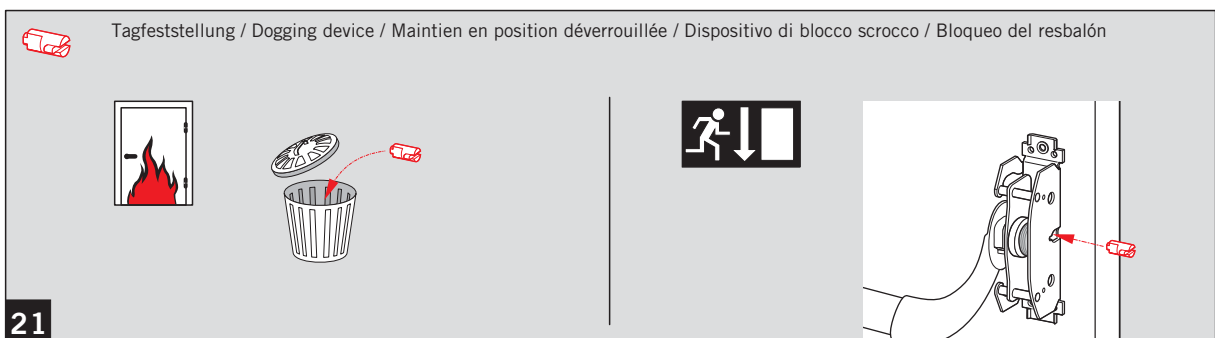 Tagfeststellung / Dogging device / Maintien en position déverrouillée / Dispositivo di blocco scrocco / Bloqueo del resbalón
21